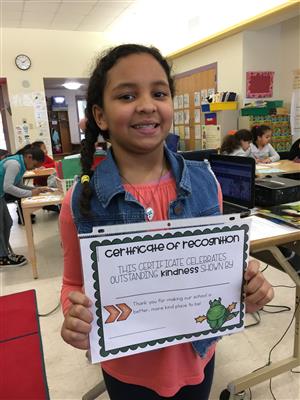 CERTIFICATE OF RECOGNITION
THIS CERTIFICATE CELEBRATES
OUTSTANDING KINDNESS SHOWN BY
Thank you for making our school a
better, more kind place to be!